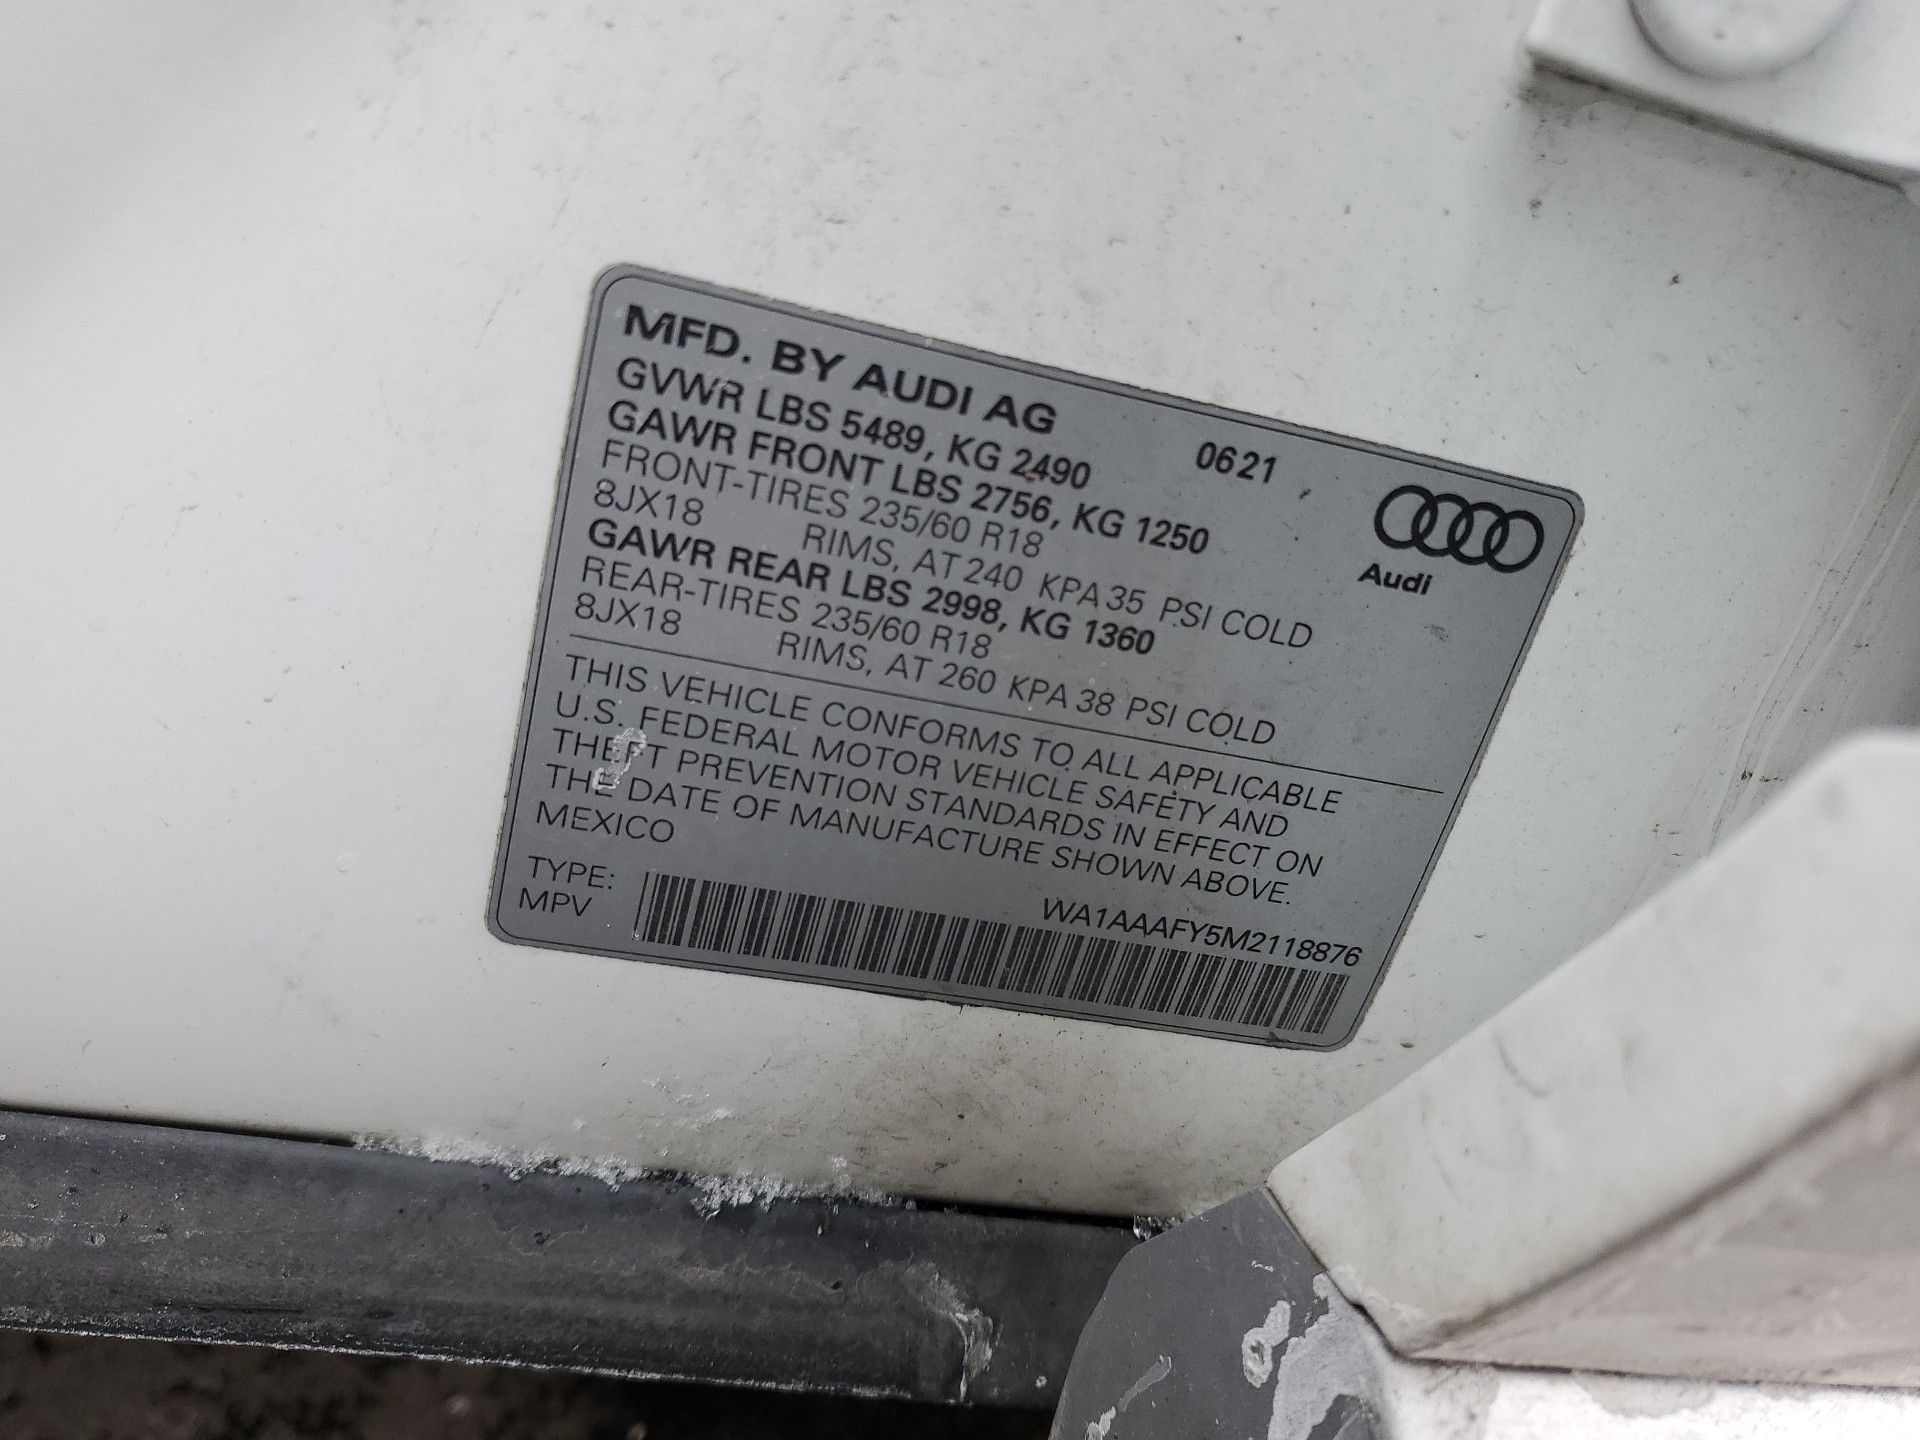 MFD. BY AUDI AG 0621
GVWR LBS 5489, KG 2490
GAWR FRONT LBS 2756, KG 1250
FRONT-TIRES 235/60 R18
8JX18 RIMS, AT 240 KPA 35 PSI COLD
GAWR REAR LBS 2998, KG 1360
REAR-TIRES 235/60 R18
8JX18 RIMS, AT 260 KPA 38 PSI COLD
Audi
THIS VEHICLE CONFORMS TO ALL APPLICABLE
U.S. FEDERAL MOTOR VEHICLE SAFETY AND
THEFT PREVENTION STANDARDS IN EFFECT ON
THE DATE OF MANUFACTURE SHOWN ABOVE.
MEXICO
WA1AAAFY5M2118876
TYPE:
MPV